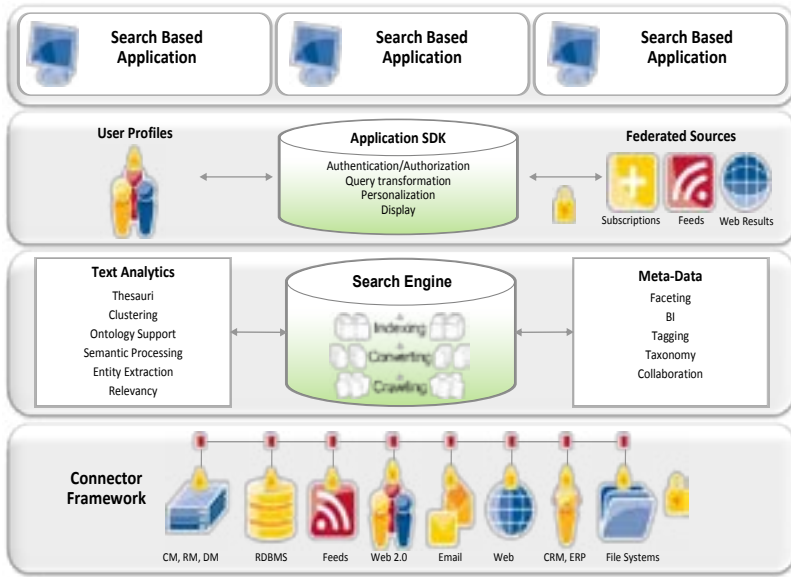 Search Based
Application
Search Based
Application
Search Based
Application
User Profiles
Application SDK
Authentication/Authorization
Query transformation
Personalization
Display
Federated Sources
Subscriptions
Feeds
Web Results
Text Analytics
Thesauri
Clustering
Ontology Support
Semantic Processing
Entity Extraction
Relevancy
Search Engine
Indexing
Converting
Crawling
Meta-Data
Faceting
BI
Tagging
Taxonomy
Collaboration
Connector
Framework
CM, RM, DM
RDBMS
Feeds
Web 2.0
Email
Web
CRM, ERP
File Systems